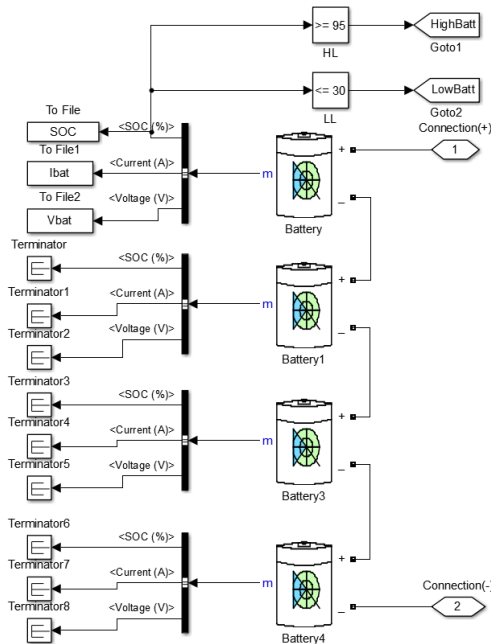 >= 95
HL
HighBatt
Goto1
<= 30
LL
LowBatt
Goto2
To File
SOC
<SOC (%)>
Connection(+)
1
To File1
Ibat
<Current (A)>
m
+
_
Battery
To File2
Vbat
<Voltage (V)>
Terminator
<SOC (%)>
Terminator1
<Current (A)>
m
+
_
Battery1
Terminator2
<Voltage (V)>
Terminator3
<SOC (%)>
Terminator4
<Current (A)>
m
+
_
Battery3
Terminator5
<Voltage (V)>
Terminator6
<SOC (%)>
Terminator7
<Current (A)>
m
+
_
Battery4
Terminator8
<Voltage (V)>
Connection(-)
2